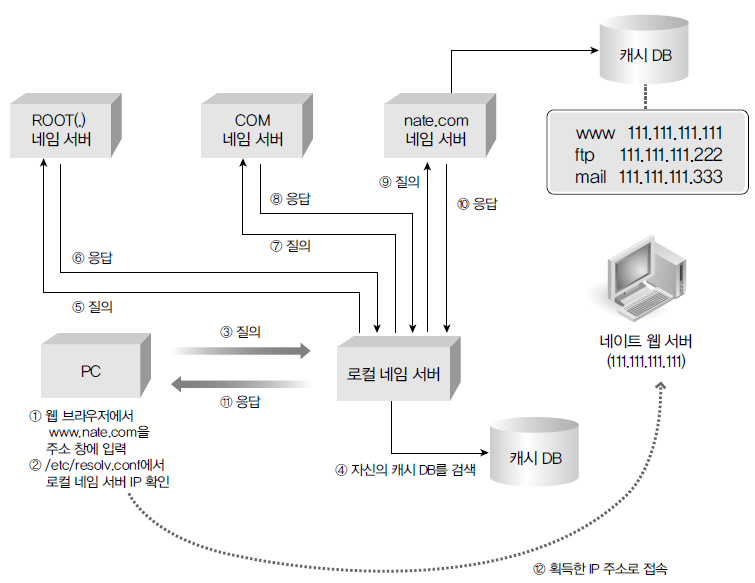 캐시 DB
ROOT(.)
네임 서버
COM
네임 서버
nate.com
네임 서버
www 111.111.111.111
ftp 111.111.111.222
mail 111.111.111.333
⑨ 질의
⑧ 응답
⑩ 응답
⑦ 질의
⑥ 응답
⑤ 질의
③ 질의
네이트 웹 서버
(111.111.111.111)
PC
로컬 네임 서버
⑪ 응답
① 웹 브라우저에서
www.nate.com을
주소 창에 입력
② /etc/resolv.conf에서
로컬 네임 서버 IP 확인
④ 자신의 캐시 DB를 검색
캐시 DB
⑫ 획득한 IP 주소로 접속